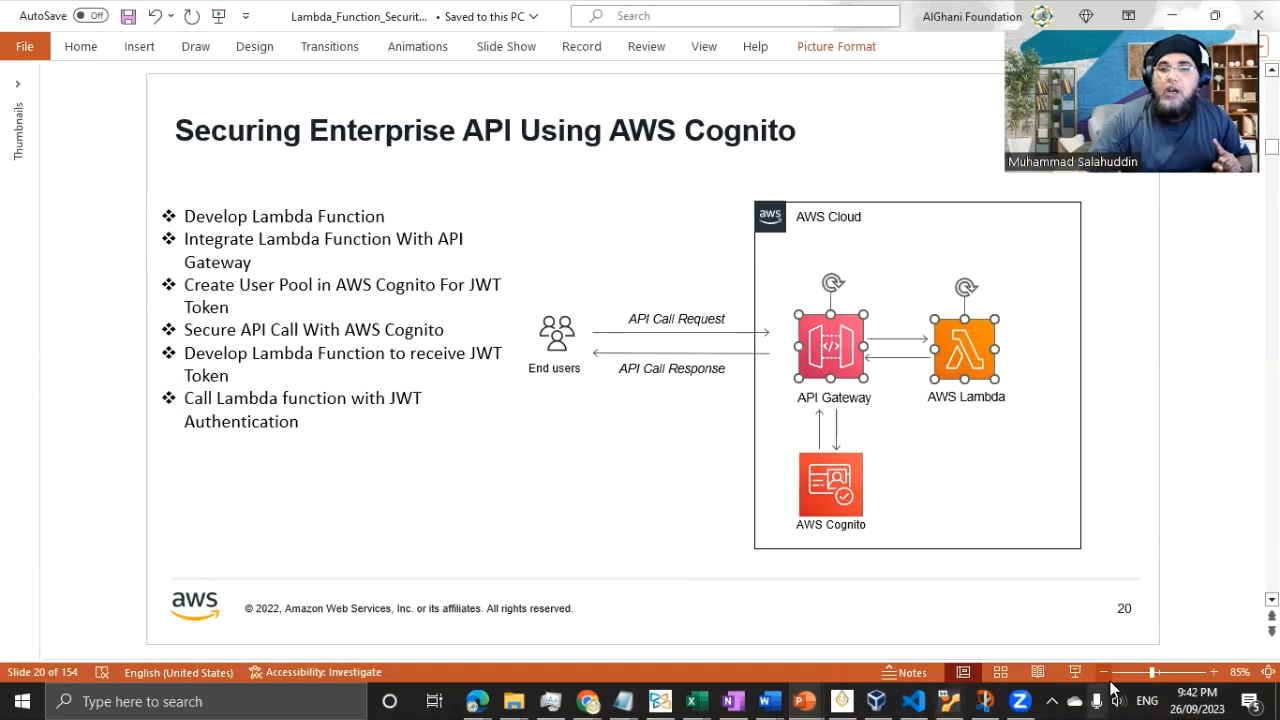 AutoSave Off Lambda_Function_Securit... • Saved to this PC Search AlGhani Foundation
File Home Insert Draw Design Transitions Animations Slide Show Record Review View Help Picture Format
Thumbnails
Muhammad Salahuddin
Securing Enterprise API Using AWS Cognito
❖ Develop Lambda Function
❖ Integrate Lambda Function With API
Gateway
❖ Create User Pool in AWS Cognito For JWT
Token
❖ Secure API Call With AWS Cognito
❖ Develop Lambda Function to receive JWT
Token
❖ Call Lambda function with JWT
Authentication
aws AWS Cloud
API Call Request
API Call Response
End users
API Gateway
AWS Lambda
AWS Cognito
aws © 2022, Amazon Web Services, Inc. or its affiliates. All rights reserved. 20
Slide 20 of 154 English (United States) Accessibility: Investigate Notes 85%
Type here to search ENG 9:42 PM
26/09/2023 5